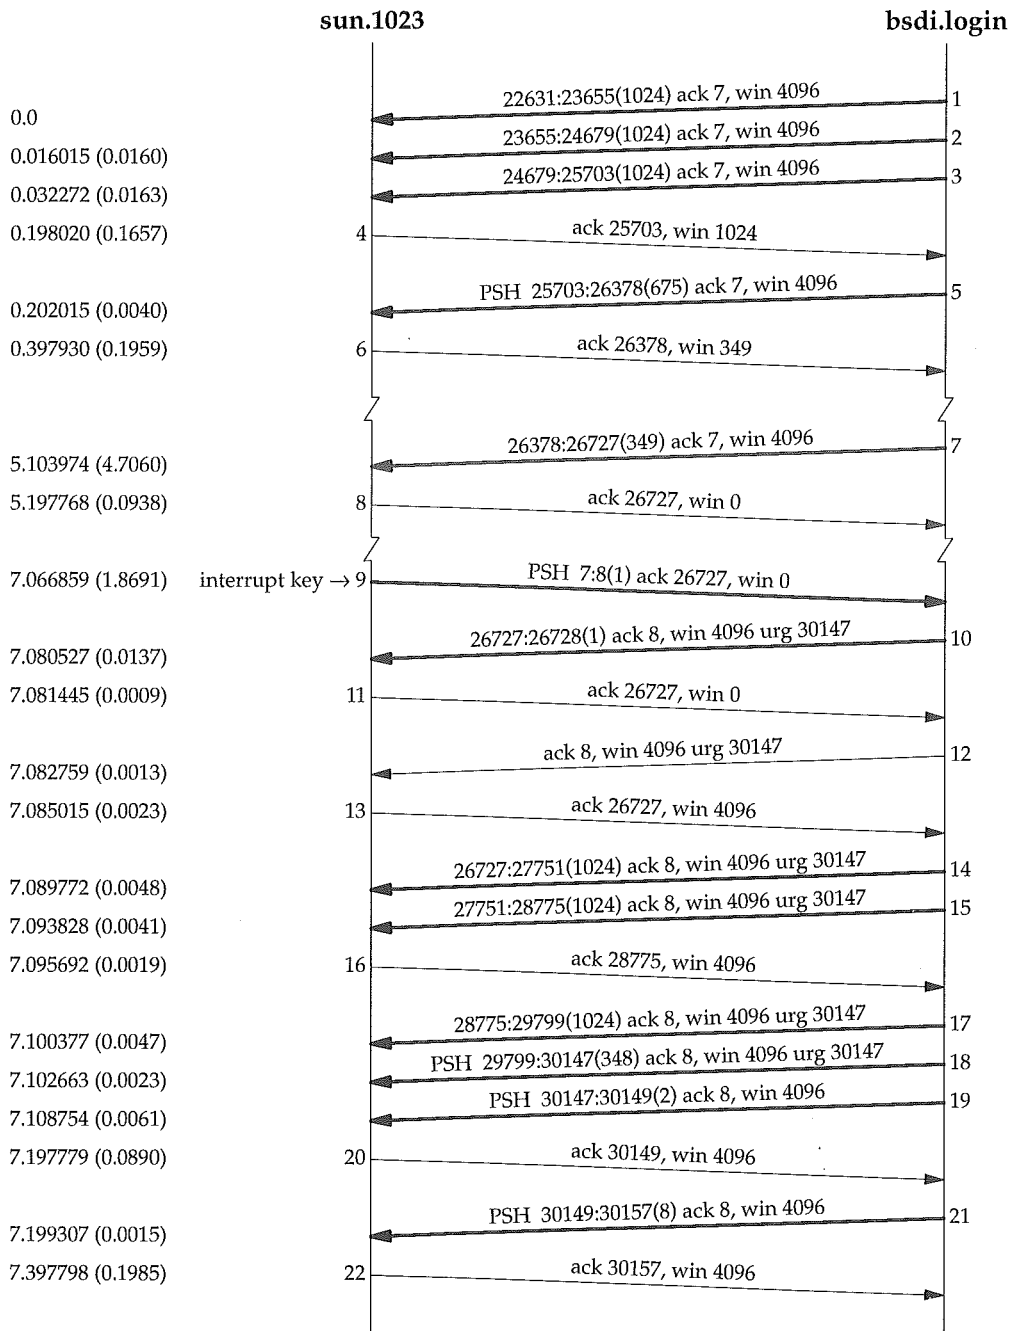 sun.1023 bsdi.login
22631:23655(1024) ack 7, win 4096 1
0.0
23655:24679(1024) ack 7, win 4096 2
0.016015 (0.0160)
24679:25703(1024) ack 7, win 4096 3
0.032272 (0.0163)
0.198020 (0.1657) 4 ack 25703, win 1024
PSH 25703:26378(675) ack 7, win 4096 5
0.202015 (0.0040)
0.397930 (0.1959) 6 ack 26378, win 349
26378:26727(349) ack 7, win 4096 7
5.103974 (4.7060)
5.197768 (0.0938) 8 ack 26727, win 0
7.066859 (1.8691) interrupt key → 9 PSH 7:8(1) ack 26727, win 0
26727:26728(1) ack 8, win 4096 urg 30147 10
7.080527 (0.0137)
7.081445 (0.0009) 11 ack 26727, win 0
ack 8, win 4096 urg 30147 12
7.082759 (0.0013)
7.085015 (0.0023) 13 ack 26727, win 4096
26727:27751(1024) ack 8, win 4096 urg 30147 14
7.089772 (0.0048)
27751:28775(1024) ack 8, win 4096 urg 30147 15
7.093828 (0.0041)
7.095692 (0.0019) 16 ack 28775, win 4096
28775:29799(1024) ack 8, win 4096 urg 30147 17
7.100377 (0.0047)
PSH 29799:30147(348) ack 8, win 4096 urg 30147 18
7.102663 (0.0023)
PSH 30147:30149(2) ack 8, win 4096 19
7.108754 (0.0061)
7.197779 (0.0890) 20 ack 30149, win 4096
PSH 30149:30157(8) ack 8, win 4096 21
7.199307 (0.0015)
7.397798 (0.1985) 22 ack 30157, win 4096